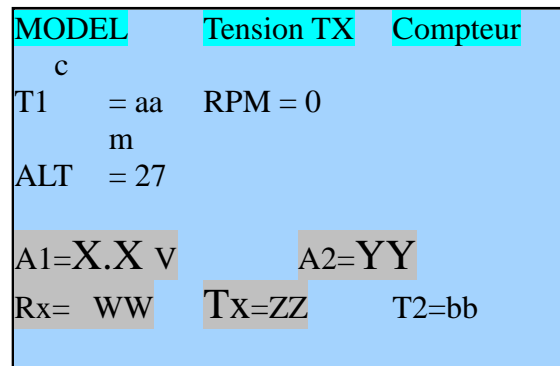 MODEL Tension TX Compteur
c
T1 = aa RPM = 0
m
ALT = 27
A1=X.X V A2=YY
Rx= WW Tx=ZZ T2=bb